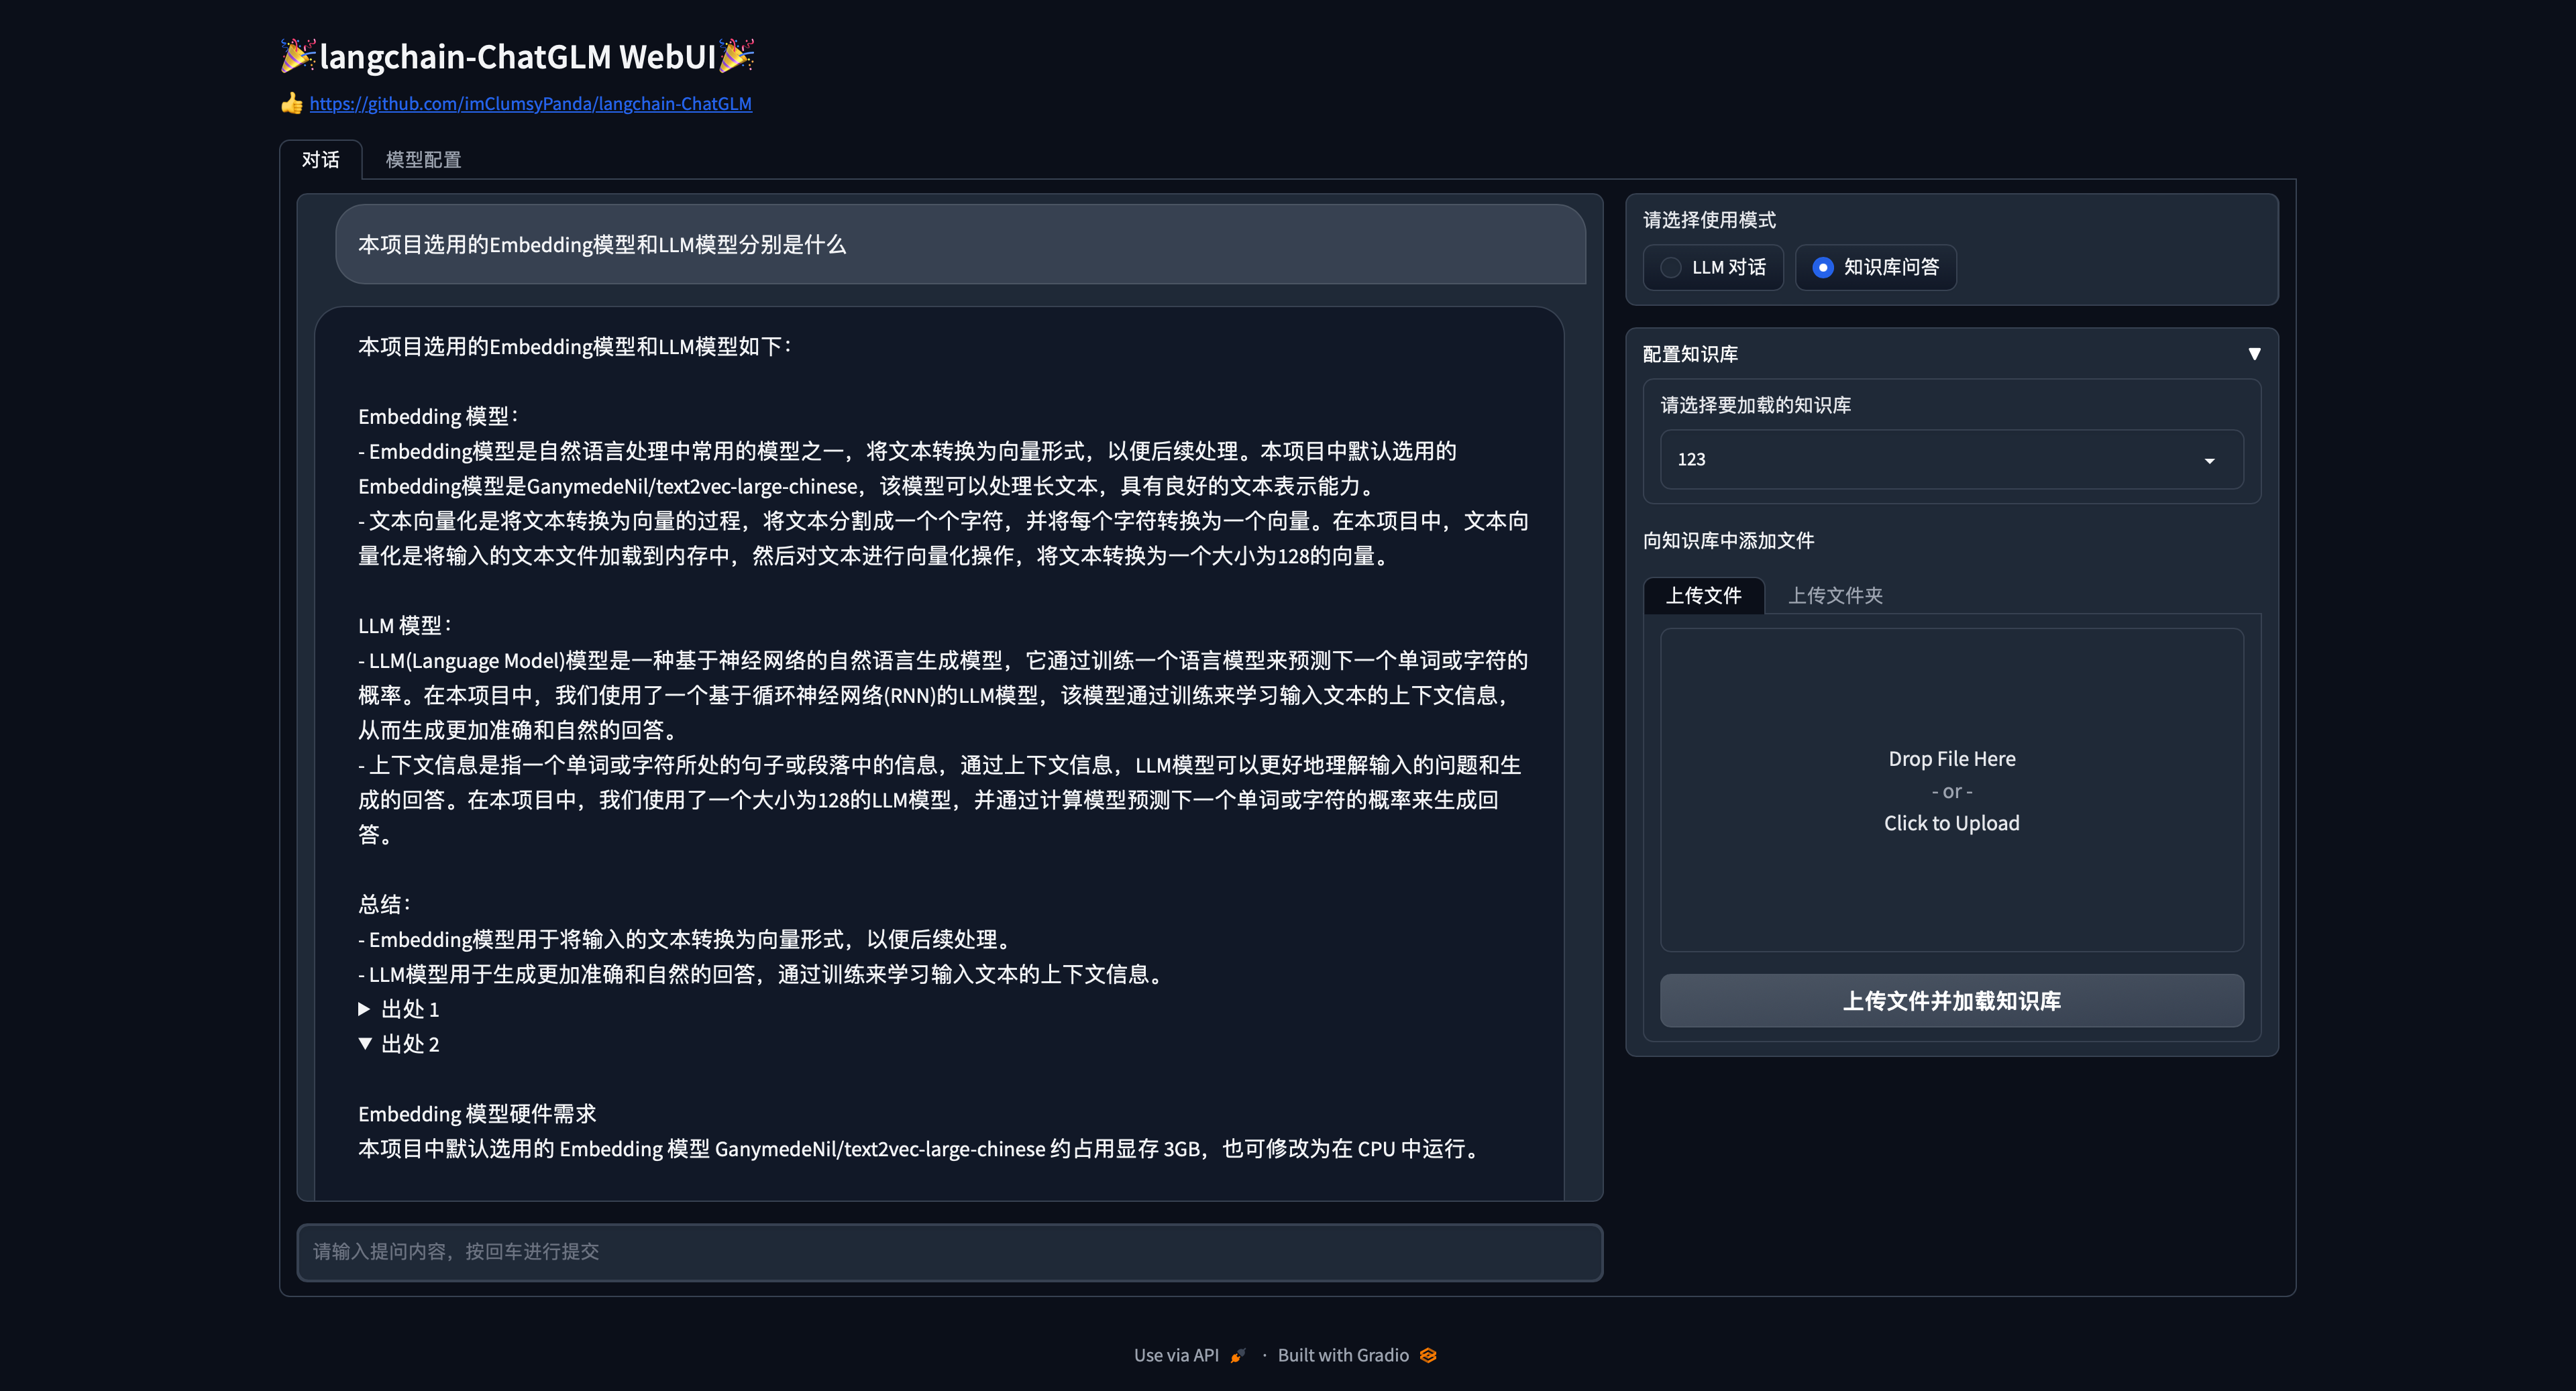 🎉langchain-ChatGLM WebUI🎉
👍 https://github.com/imClumsyPanda/langchain-ChatGLM
对话 模型配置
本项目选用的Embedding模型和LLM模型分别是什么
本项目选用的Embedding模型和LLM模型如下：
Embedding 模型：
- Embedding模型是自然语言处理中常用的模型之一，将文本转换为向量形式，以便后续处理。本项目中默认选用的
Embedding模型是GanymedeNil/text2vec-large-chinese，该模型可以处理长文本，具有良好的文本表示能力。
- 文本向量化是将文本转换为向量的过程，将文本分割成一个个字符，并将每个字符转换为一个向量。在本项目中，文本向
量化是将输入的文本文件加载到内存中，然后对文本进行向量化操作，将文本转换为一个大小为128的向量。
LLM 模型：
- LLM(Language Model)模型是一种基于神经网络的自然语言生成模型，它通过训练一个语言模型来预测下一个单词或字符的
概率。在本项目中，我们使用了一个基于循环神经网络(RNN)的LLM模型，该模型通过训练来学习输入文本的上下文信息，
从而生成更加准确和自然的回答。
- 上下文信息是指一个单词或字符所处的句子或段落中的信息，通过上下文信息，LLM模型可以更好地理解输入的问题和生
成的回答。在本项目中，我们使用了一个大小为128的LLM模型，并通过计算模型预测下一个单词或字符的概率来生成回
答。
总结：
- Embedding模型用于将输入的文本转换为向量形式，以便后续处理。
- LLM模型用于生成更加准确和自然的回答，通过训练来学习输入文本的上下文信息。
▶ 出处 1
▼ 出处 2
Embedding 模型硬件需求
本项目中默认选用的 Embedding 模型 GanymedeNil/text2vec-large-chinese 约占用显存 3GB，也可修改为在 CPU 中运行。
请输入提问内容，按回车进行提交
请选择使用模式
LLM 对话 知识库问答
配置知识库 ▼
请选择要加载的知识库
123
向知识库中添加文件
上传文件 上传文件夹
Drop File Here
- or -
Click to Upload
上传文件并加载知识库
Use via API · Built with Gradio